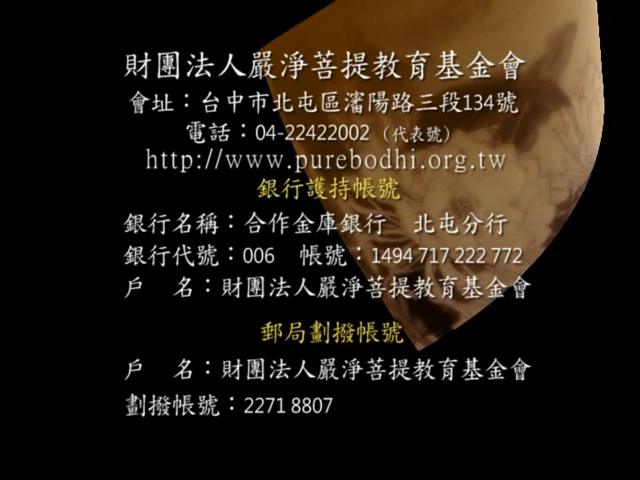 財團法人嚴淨菩提教育基金會
會址：台中市北屯區瀋陽路三段134號
電話：04-22422002（代表號）
http://www.purebodhi.org.tw
銀行護持帳號
銀行名稱：合作金庫銀行　北屯分行
銀行代號：006　帳號：1494 717 222 772
戶　名：財團法人嚴淨菩提教育基金會
郵局劃撥帳號
戶　名：財團法人嚴淨菩提教育基金會
劃撥帳號：2271 8807